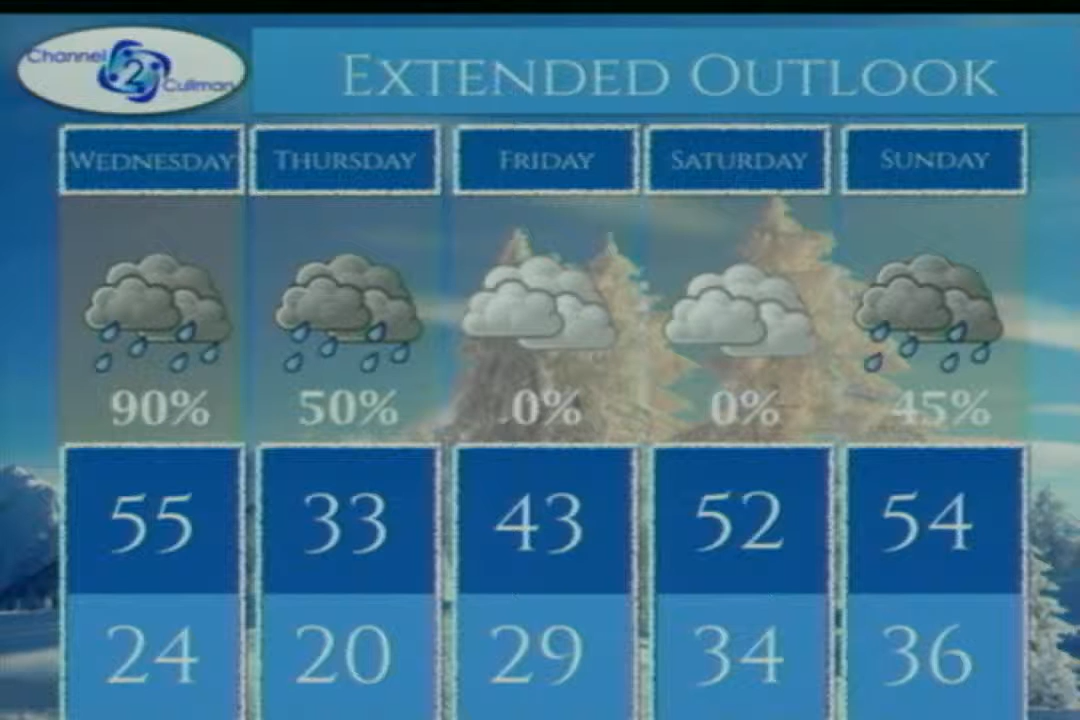 Channel 2 Cullman
EXTENDED OUTLOOK
WEDNESDAY THURSDAY FRIDAY SATURDAY SUNDAY
90% 50% 0% 0% 45%
55 33 43 52 54
24 20 29 34 36